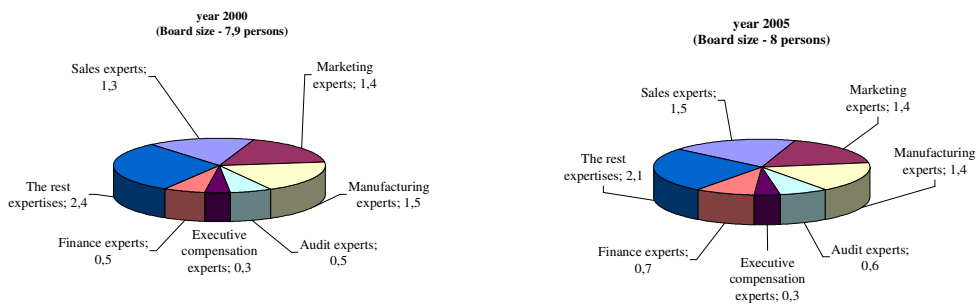 year 2000
(Board size - 7,9 persons)
Sales experts;
1,3
Marketing
experts; 1,4
The rest
expertises; 2,4
Manufacturing
experts; 1,5
Finance experts;
0,5
Executive
compensation
experts; 0,3
Audit experts;
0,5
year 2005
(Board size - 8 persons)
Sales experts;
1,5
Marketing
experts; 1,4
The rest
expertises; 2,1
Manufacturing
experts; 1,4
Finance experts;
0,7
Executive
compensation
experts; 0,3
Audit experts;
0,6